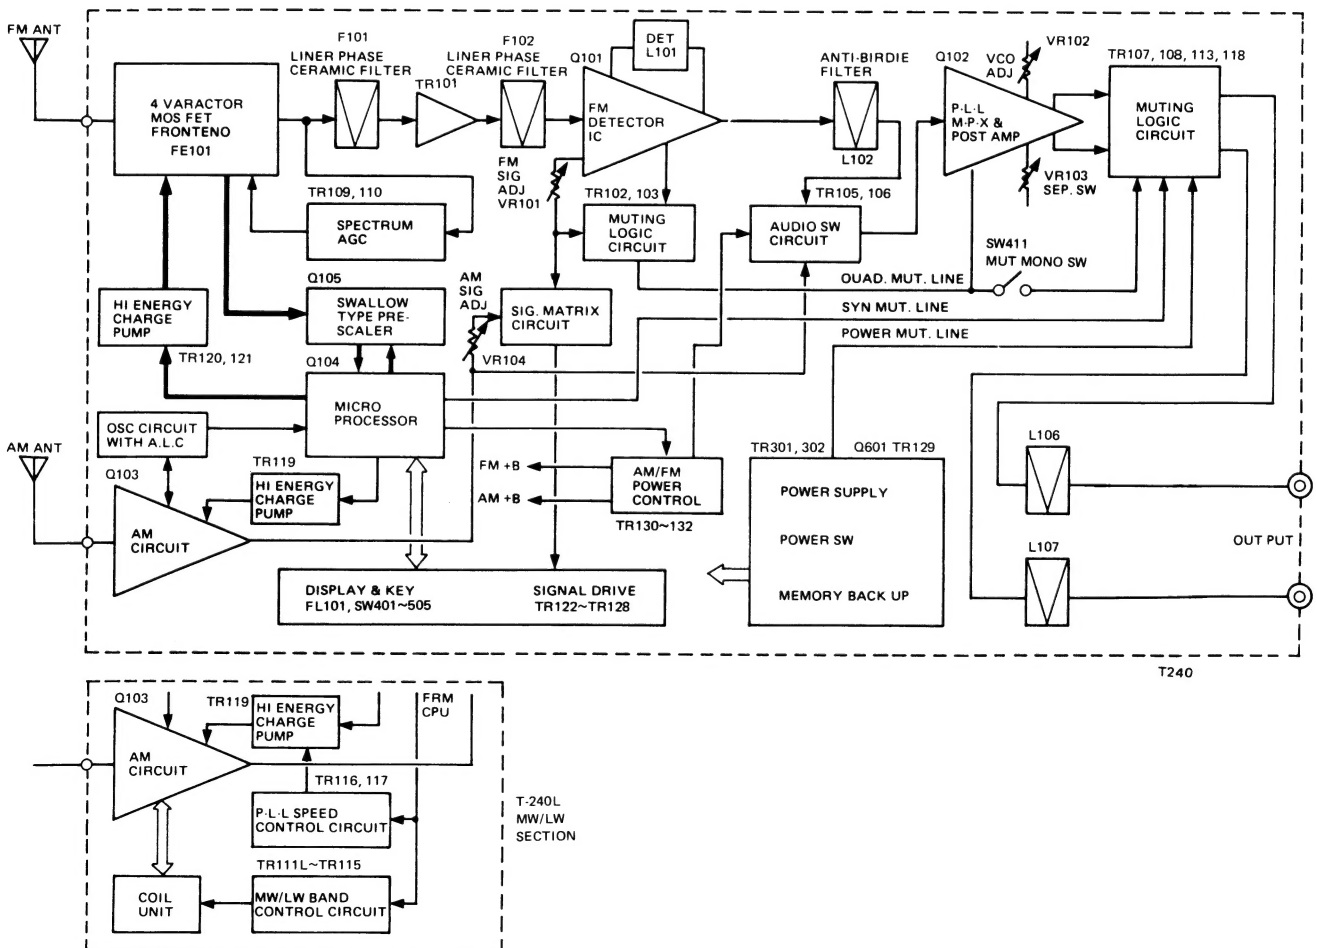 FM ANT
4 VARACTOR
MOS FET
FRONTENO
FE101
F101
LINER PHASE
CERAMIC FILTER
TR101
F102
LINER PHASE
CERAMIC FILTER
Q101
DET
L101
FM
DETECTOR
IC
ANTI-BIRDIE
FILTER
L102
Q102
VCO
ADJ
VR102
P·L·L
M·P·X &
POST AMP
VR103
SEP. SW
TR107, 108, 113, 118
MUTING
LOGIC
CIRCUIT
TR109, 110
SPECTRUM
AGC
FM
SIG
ADJ
VR101
TR102, 103
MUTING
LOGIC
CIRCUIT
TR105, 106
AUDIO SW
CIRCUIT
SW411
MUT MONO SW
OUAD. MUT. LINE
SYN MUT. LINE
POWER MUT. LINE
HI ENERGY
CHARGE
PUMP
TR120, 121
Q105
SWALLOW
TYPE PRE-
SCALER
AM
SIG
ADJ
VR104
SIG. MATRIX
CIRCUIT
Q104
MICRO
PROCESSOR
OSC CIRCUIT
WITH A.L.C
AM ANT
Q103
AM
CIRCUIT
TR119
HI ENERGY
CHARGE
PUMP
FM +B
AM +B
AM/FM
POWER
CONTROL
TR130~132
TR301, 302
Q601 TR129
POWER SUPPLY
POWER SW
MEMORY BACK UP
L106
L107
OUT PUT
DISPLAY & KEY
FL101, SW401~505
SIGNAL DRIVE
TR122~TR128
T240
Q103
AM
CIRCUIT
TR119
HI ENERGY
CHARGE
PUMP
FRM
CPU
TR116, 117
P·L·L SPEED
CONTROL CIRCUIT
T-240L
MW/LW
SECTION
TR111L~TR115
MW/LW BAND
CONTROL CIRCUIT
COIL
UNIT